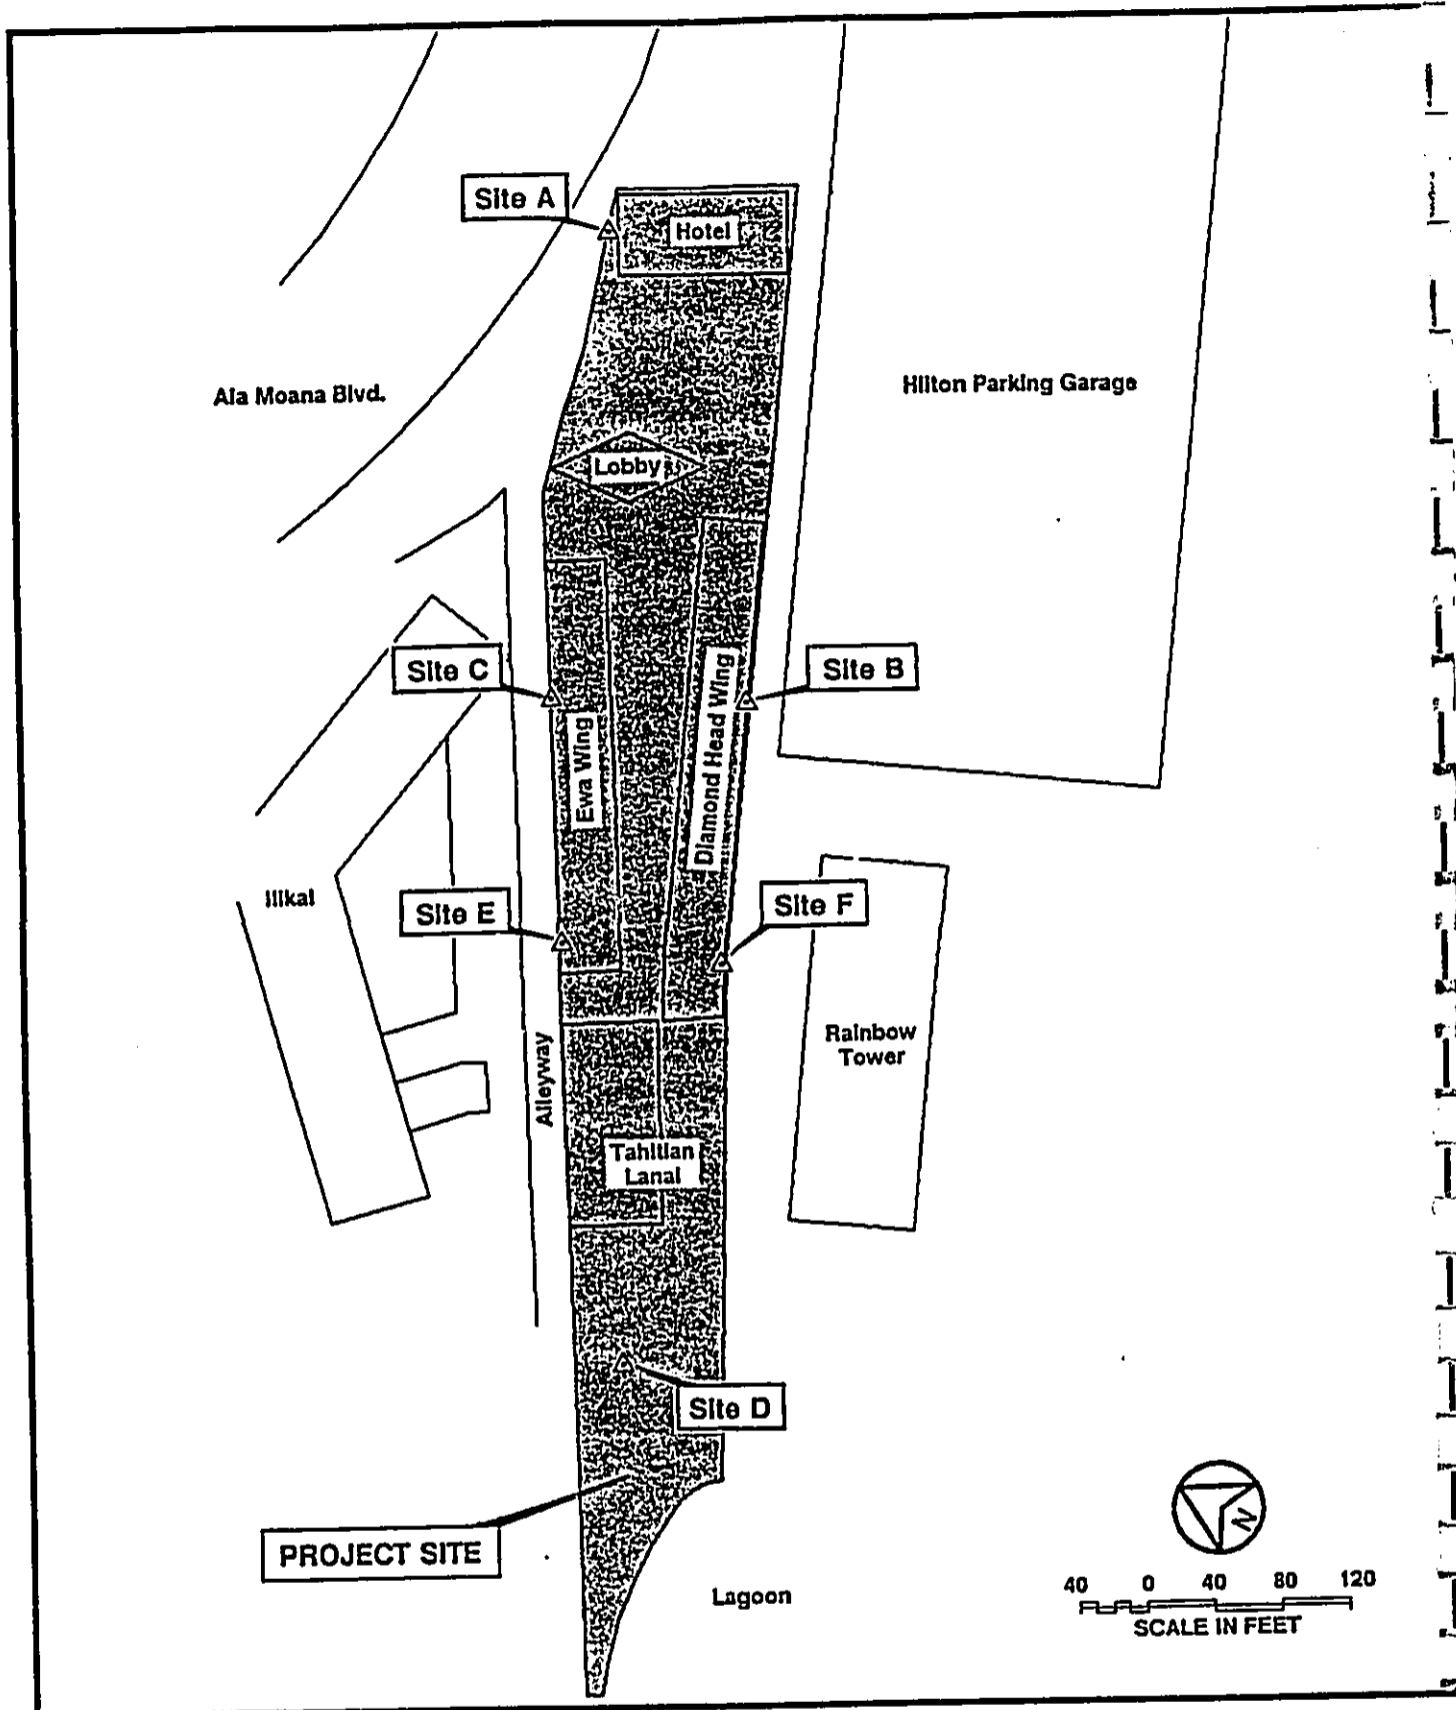 Site A
Hotel
Ala Moana Blvd.
Hilton Parking Garage
Lobby
Site C
Site B
Ewa Wing
Diamond Head Wing
Ilikai
Site E
Site F
Alleyway
Rainbow
Tower
Tahitian
Lanai
Site D
PROJECT SITE
Lagoon
N
40 0 40 80 120
SCALE IN FEET